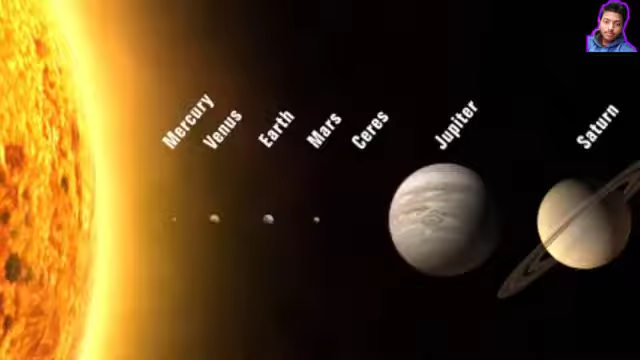 Mercury
Venus
Earth
Mars
Ceres
Jupiter
Saturn